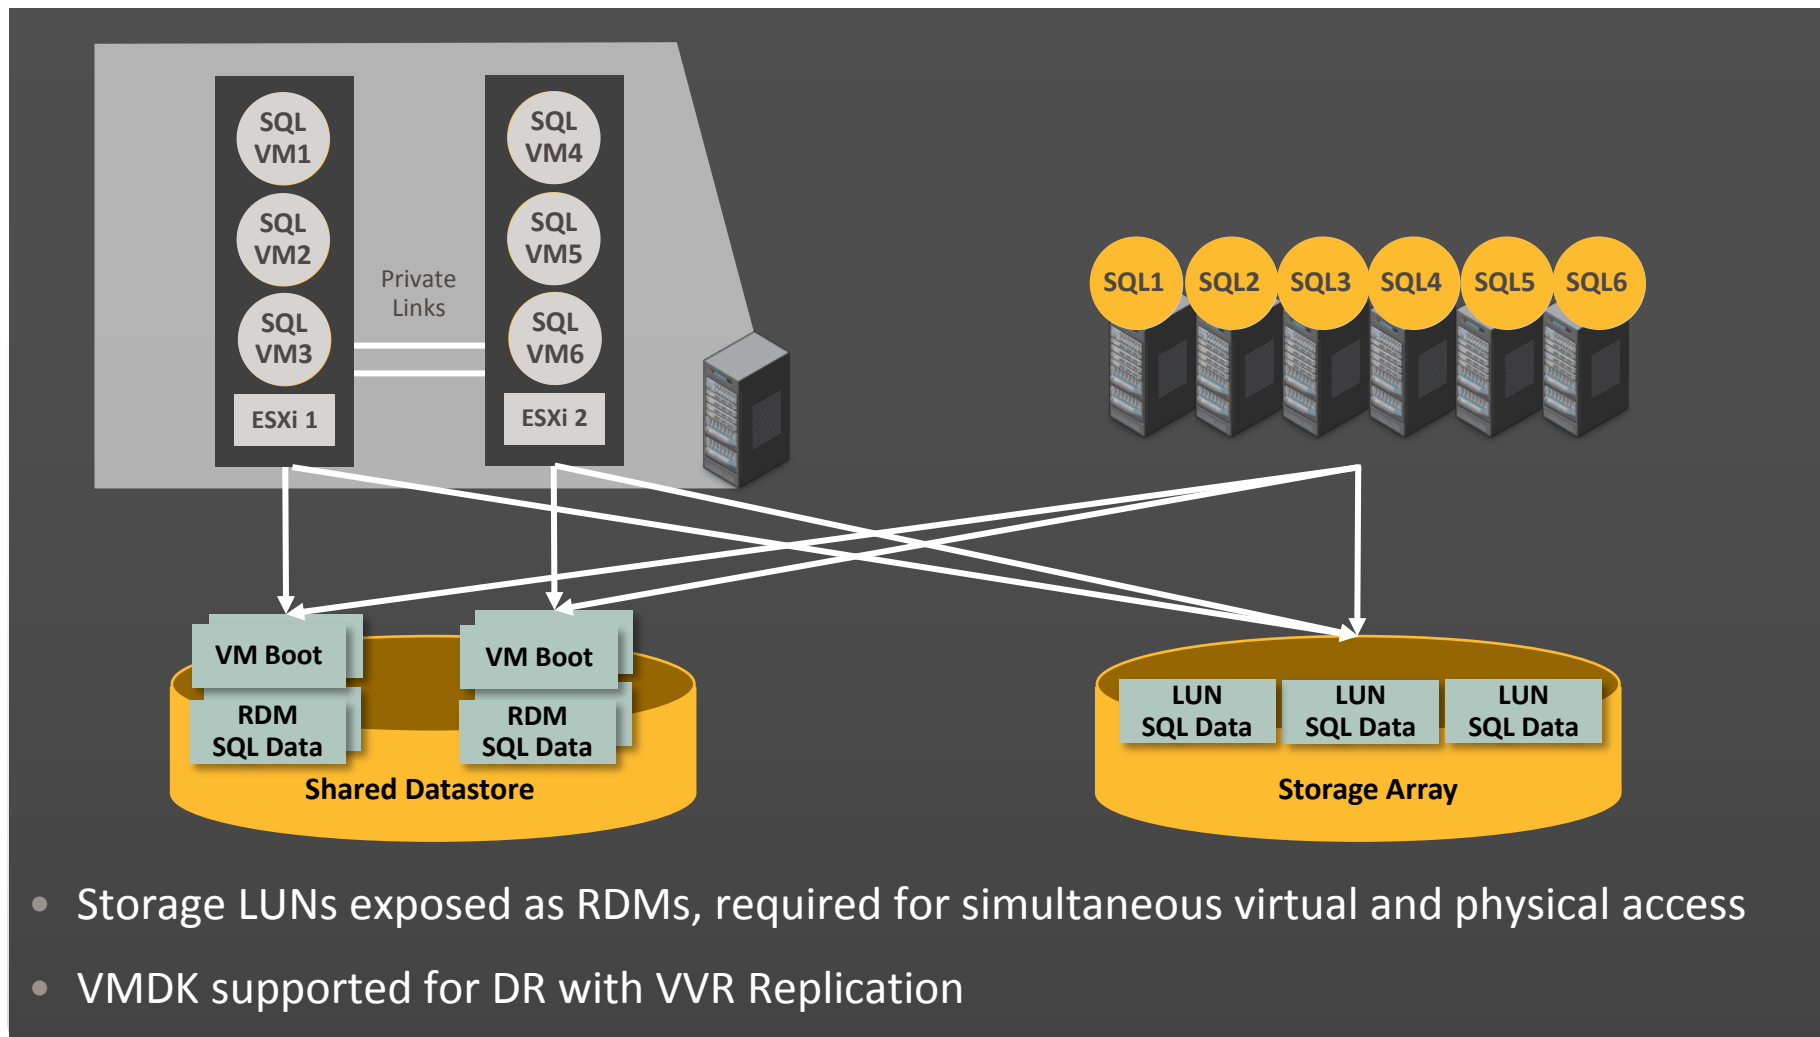 SQL
VM1
SQL
VM2
SQL
VM3
ESXi 1
Private
Links
SQL
VM4
SQL
VM5
SQL
VM6
ESXi 2
SQL1
SQL2
SQL3
SQL4
SQL5
SQL6
VM Boot
RDM
SQL Data
VM Boot
RDM
SQL Data
Shared Datastore
LUN
SQL Data
LUN
SQL Data
LUN
SQL Data
Storage Array
• Storage LUNs exposed as RDMs, required for simultaneous virtual and physical access
• VMDK supported for DR with VVR Replication